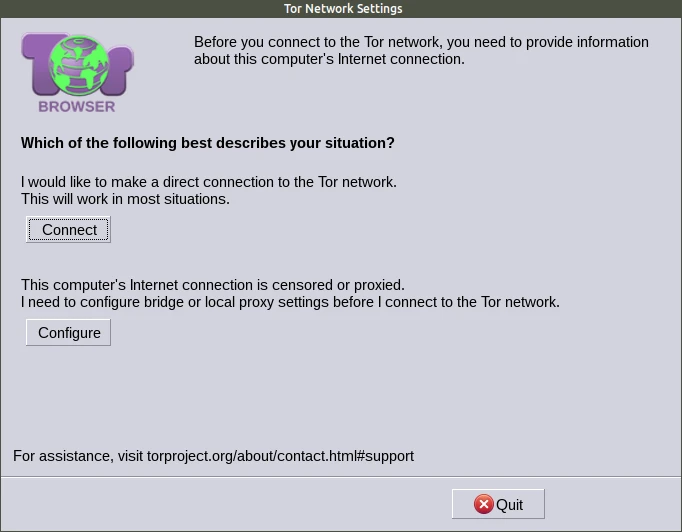 Tor Network Settings
Tor
BROWSER
Before you connect to the Tor network, you need to provide information
about this computer's Internet connection.
Which of the following best describes your situation?
I would like to make a direct connection to the Tor network.
This will work in most situations.
Connect
This computer's Internet connection is censored or proxied.
I need to configure bridge or local proxy settings before I connect to the Tor network.
Configure
For assistance, visit torproject.org/about/contact.html#support
Quit